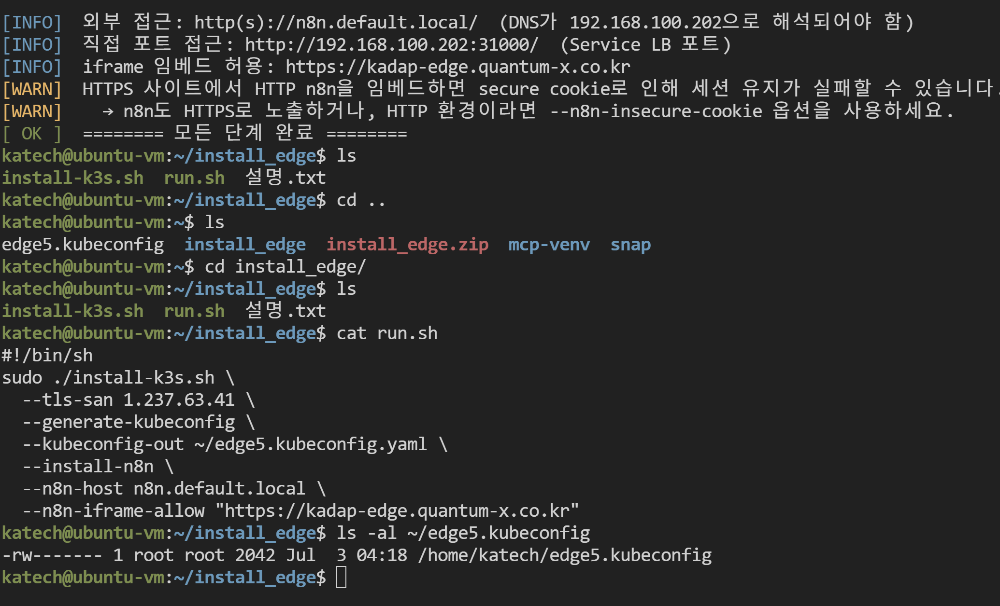 [INFO]  외부 접근: http(s)://n8n.default.local/  (DNS가 192.168.100.202으로 해석되어야 함)
[INFO]  직접 포트 접근: http://192.168.100.202:31000/  (Service LB 포트)
[INFO]  iframe 임베드 허용: https://kadap-edge.quantum-x.co.kr
[WARN]  HTTPS 사이트에서 HTTP n8n을 임베드하면 secure cookie로 인해 세션 유지가 실패할 수 있습니다.
[WARN]    → n8n도 HTTPS로 노출하거나, HTTP 환경이라면 --n8n-insecure-cookie 옵션을 사용하세요.
[ OK ]  ======== 모든 단계 완료 ========
katech@ubuntu-vm:~/install_edge$ ls
install-k3s.sh  run.sh  설명.txt
katech@ubuntu-vm:~/install_edge$ cd ..
katech@ubuntu-vm:~$ ls
edge5.kubeconfig  install_edge  install_edge.zip  mcp-venv  snap
katech@ubuntu-vm:~$ cd install_edge/
katech@ubuntu-vm:~/install_edge$ ls
install-k3s.sh  run.sh  설명.txt
katech@ubuntu-vm:~/install_edge$ cat run.sh
#!/bin/sh
sudo ./install-k3s.sh \
  --tls-san 1.237.63.41 \
  --generate-kubeconfig \
  --kubeconfig-out ~/edge5.kubeconfig.yaml \
  --install-n8n \
  --n8n-host n8n.default.local \
  --n8n-iframe-allow "https://kadap-edge.quantum-x.co.kr"
katech@ubuntu-vm:~/install_edge$ ls -al ~/edge5.kubeconfig
-rw------- 1 root root 2042 Jul  3 04:18 /home/katech/edge5.kubeconfig
katech@ubuntu-vm:~/install_edge$